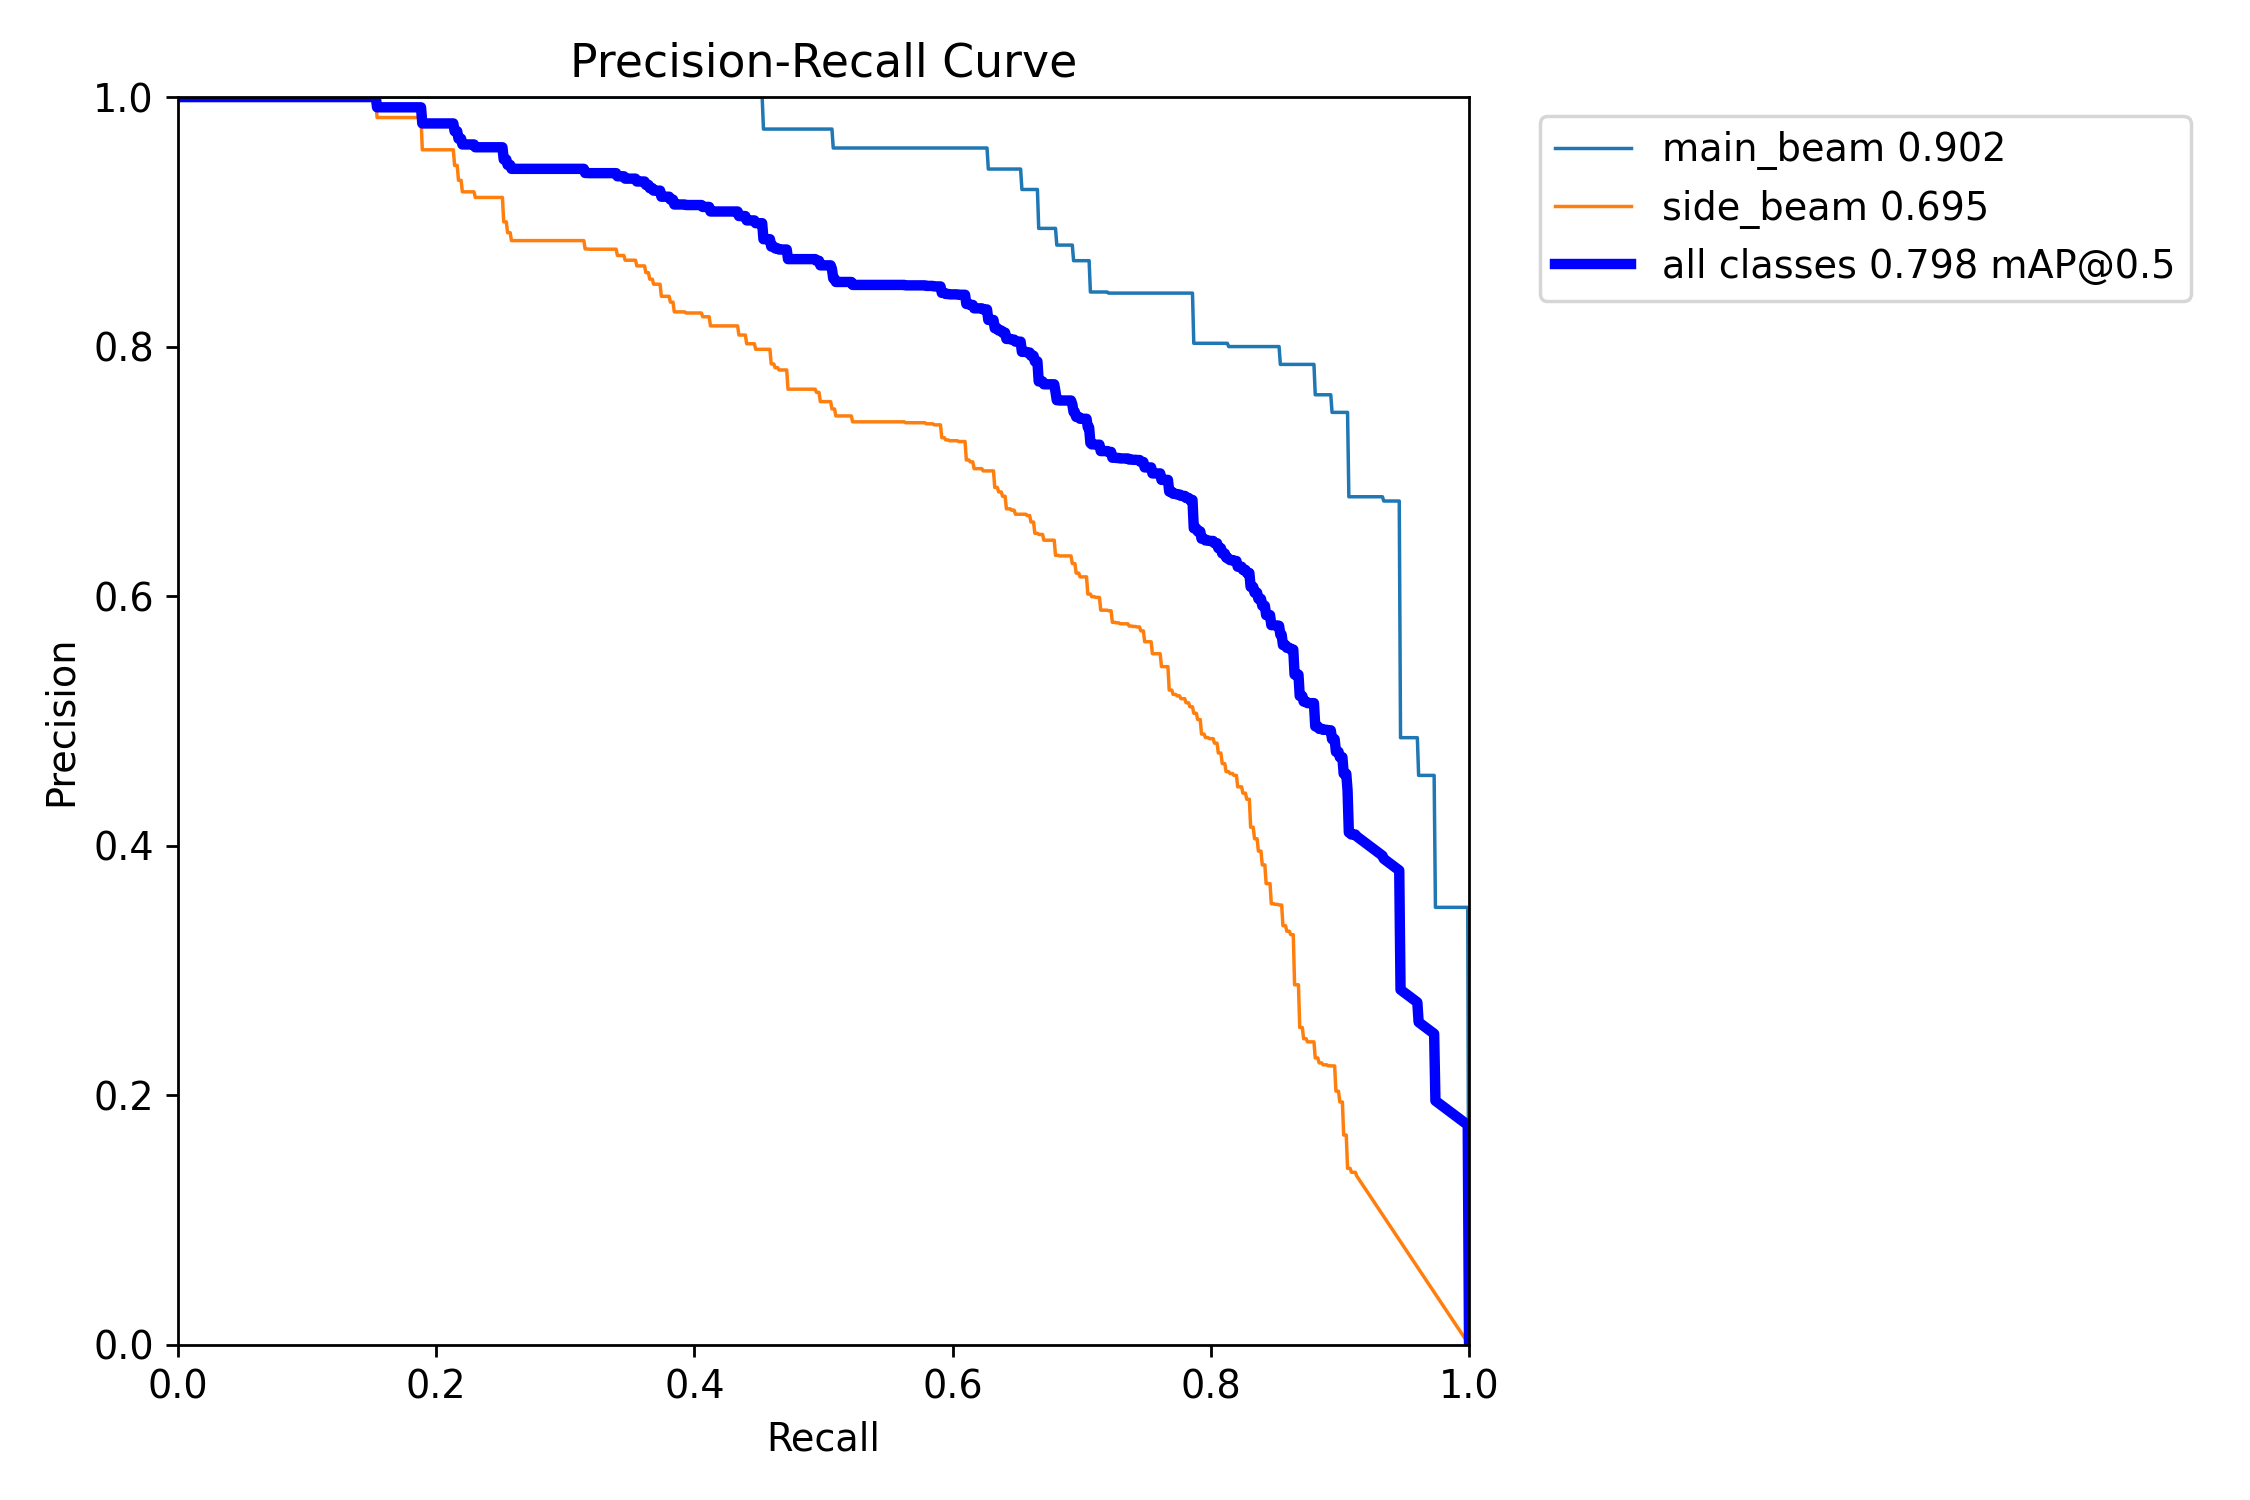 Precision-Recall Curve
main_beam 0.902
side_beam 0.695
all classes 0.798 mAP@0.5
Precision
1.0
0.8
0.6
0.4
0.2
0.0
0.0 0.2 0.4 0.6 0.8 1.0
Recall